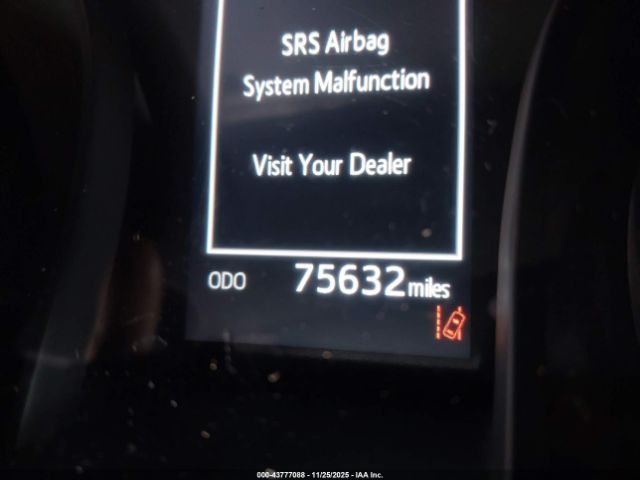 SRS Airbag
System Malfunction
Visit Your Dealer
ODO 75632 miles
000-43777088 - 11/25/2025 - IAA Inc.